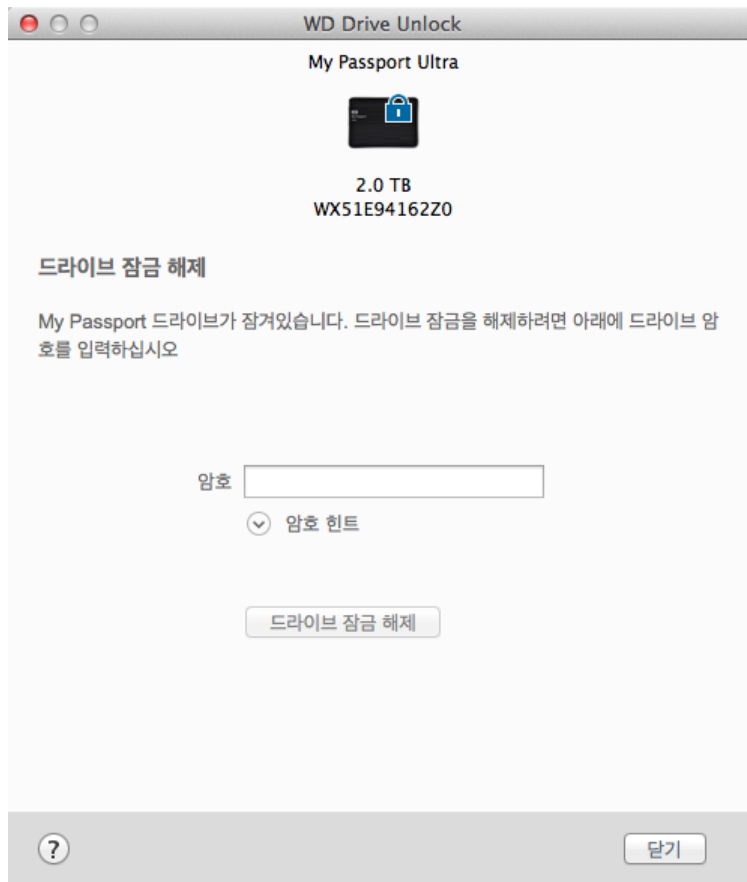 WD Drive Unlock
My Passport Ultra
2.0 TB
WX51E94162Z0
드라이브 잠금 해제
My Passport 드라이브가 잠겨있습니다. 드라이브 잠금을 해제하려면 아래에 드라이브 암
호를 입력하십시오
암호
암호 힌트
드라이브 잠금 해제
?
닫기